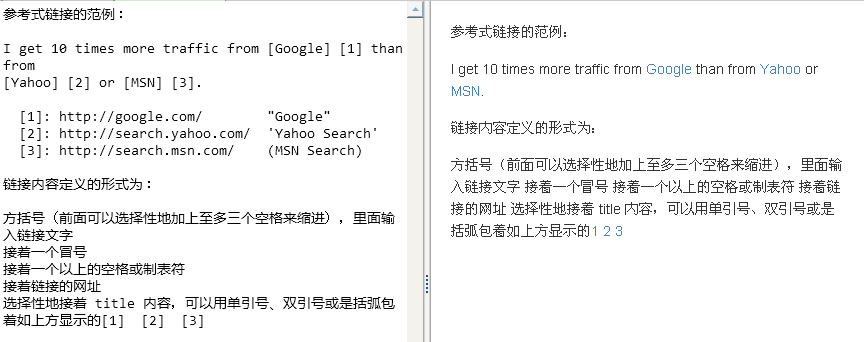 参考式链接的范例：
I get 10 times more traffic from [Google] [1] than
from
[Yahoo] [2] or [MSN] [3].
[1]: http://google.com/        "Google"
[2]: http://search.yahoo.com/  'Yahoo Search'
[3]: http://search.msn.com/    (MSN Search)
链接内容定义的形式为：
方括号（前面可以选择性地加上至多三个空格来缩进），里面输
入链接文字
接着一个冒号
接着一个以上的空格或制表符
接着链接的网址
选择性地接着 title 内容，可以用单引号、双引号或是括弧包
着如上方显示的[1]  [2]  [3]
参考式链接的范例：
I get 10 times more traffic from Google than from Yahoo or
MSN.
链接内容定义的形式为：
方括号（前面可以选择性地加上至多三个空格来缩进），里面输
入链接文字 接着一个冒号 接着一个以上的空格或制表符 接着链
接的网址 选择性地接着 title 内容，可以用单引号、双引号或是
括弧包着如上方显示的1 2 3